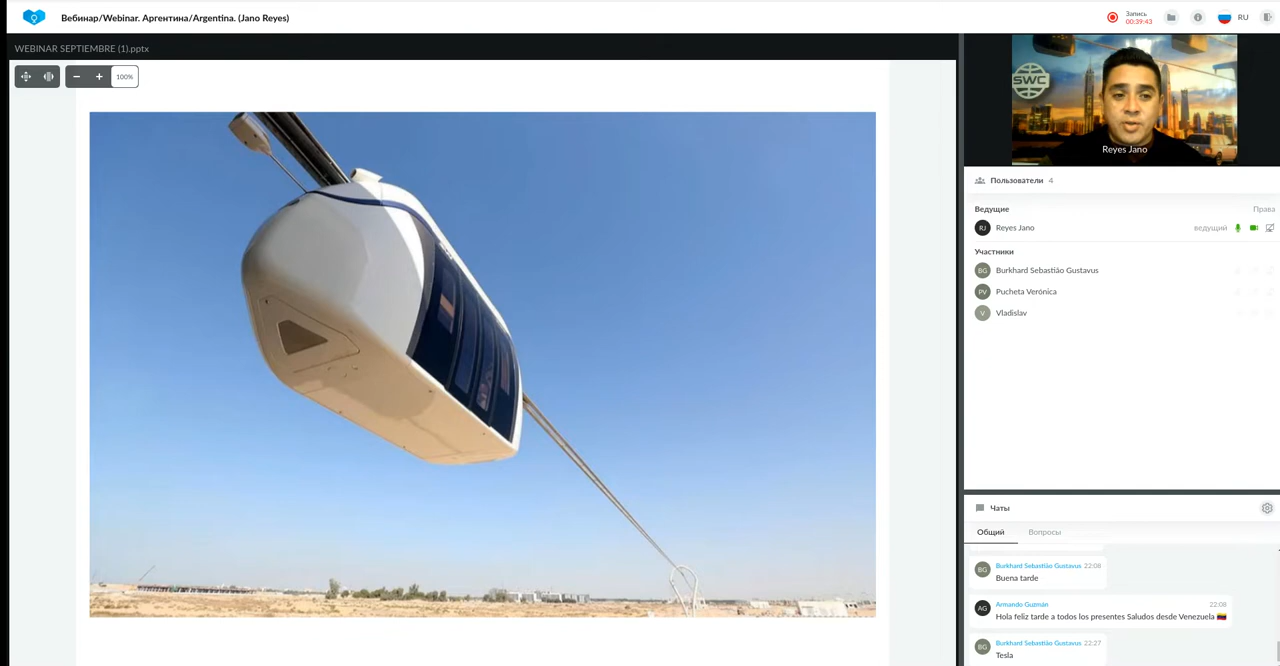 Вебинар/Webinar. Аргентина/Argentina. (Jano Reyes)
Запись
00:39:43
RU
WEBINAR SEPTIEMBRE (1).pptx
100%
SWC
Reyes Jano
Пользователи 4
Ведущие Права
RJ Reyes Jano ведущий
Участники
BG Burkhard Sebastião Gustavus
PV Pucheta Verónica
V Vladislav
Чаты
Общий Вопросы
BG Burkhard Sebastião Gustavus 22:08
Buena tarde
AG Armando Guzmán 22:08
Hola feliz tarde a todos los presentes Saludos desde Venezuela 🇻🇪
BG Burkhard Sebastião Gustavus 22:27
Tesla